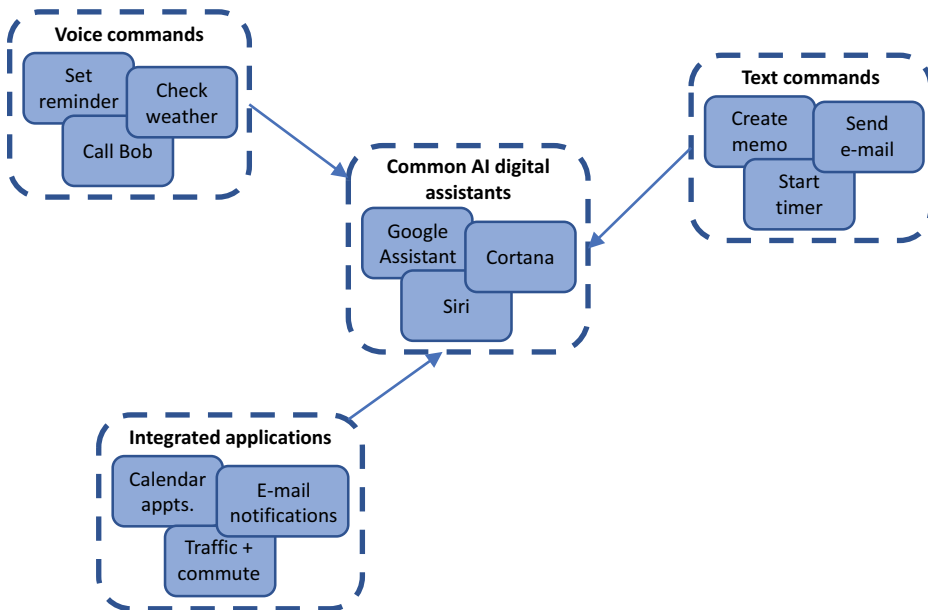 Voice commands
Set
reminder
Check
weather
Call Bob
Text commands
Create
memo
Send
e-mail
Start
timer
Common AI digital
assistants
Google
Assistant
Cortana
Siri
Integrated applications
Calendar
appts.
E-mail
notifications
Traffic +
commute